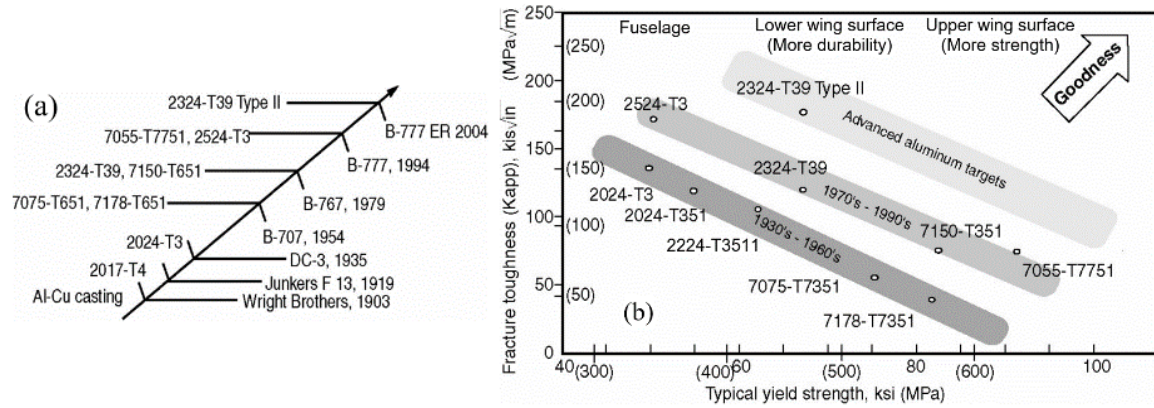 (a)
2324-T39 Type II
B-777 ER 2004
7055-T7751, 2524-T3
B-777, 1994
2324-T39, 7150-T651
B-767, 1979
7075-T651, 7178-T651
B-707, 1954
2024-T3
DC-3, 1935
2017-T4
Junkers F 13, 1919
Al-Cu casting
Wright Brothers, 1903
(b)
Fracture toughness (Kapp), kis√in (MPa√m)
250
(250)
200
(200)
150
(150)
100
(100)
50
(50)
0
Fuselage
Lower wing surface
(More durability)
Upper wing surface
(More strength)
Goodness
2324-T39 Type II
Advanced aluminum targets
2524-T3
2324-T39
1970's - 1990's
7150-T351
7055-T7751
2024-T3
2024-T351
2224-T3511
1930's - 1960's
7075-T7351
7178-T7351
40 (300) (400) 60 (500) 80 (600) 100
Typical yield strength, ksi (MPa)